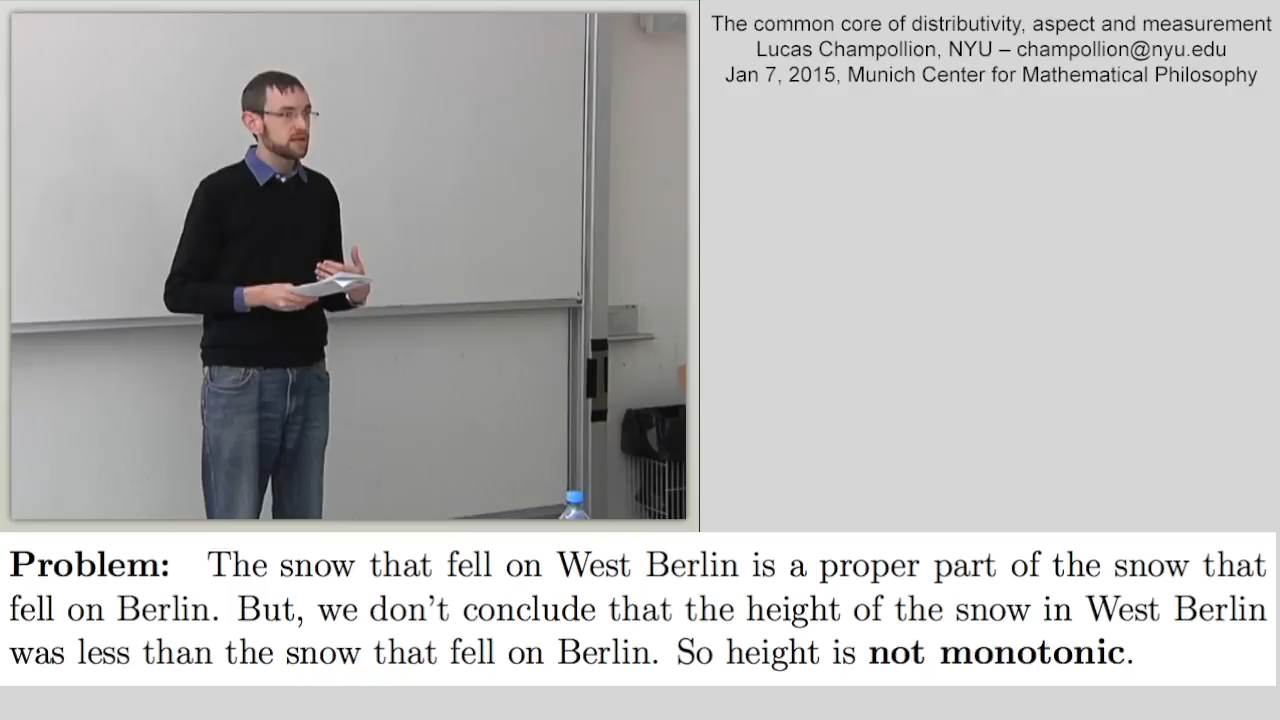 The common core of distributivity, aspect and measurement
Lucas Champollion, NYU – champollion@nyu.edu
Jan 7, 2015, Munich Center for Mathematical Philosophy
Problem: The snow that fell on West Berlin is a proper part of the snow that
fell on Berlin. But, we don't conclude that the height of the snow in West Berlin
was less than the snow that fell on Berlin. So height is not monotonic.